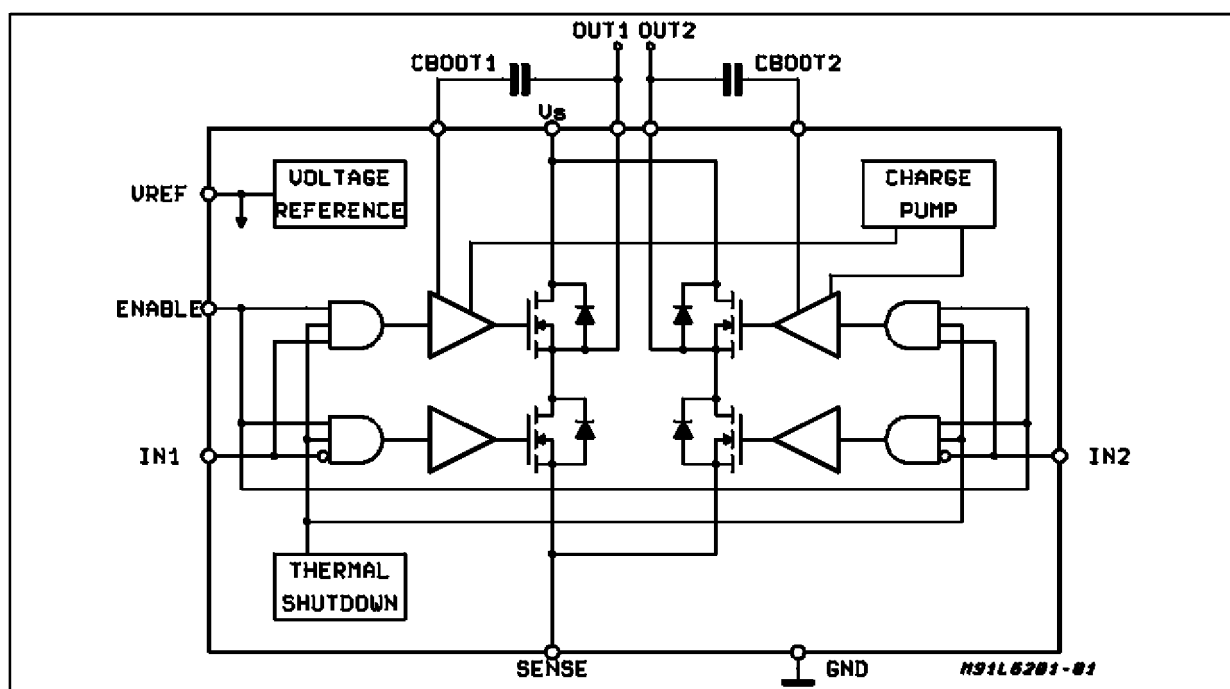 OUT1 OUT2
CBOOT1
CBOOT2
Vs
VREF
VOLTAGE
REFERENCE
CHARGE
PUMP
ENABLE
IN1
IN2
THERMAL
SHUTDOWN
SENSE
GND
M91L6201-01